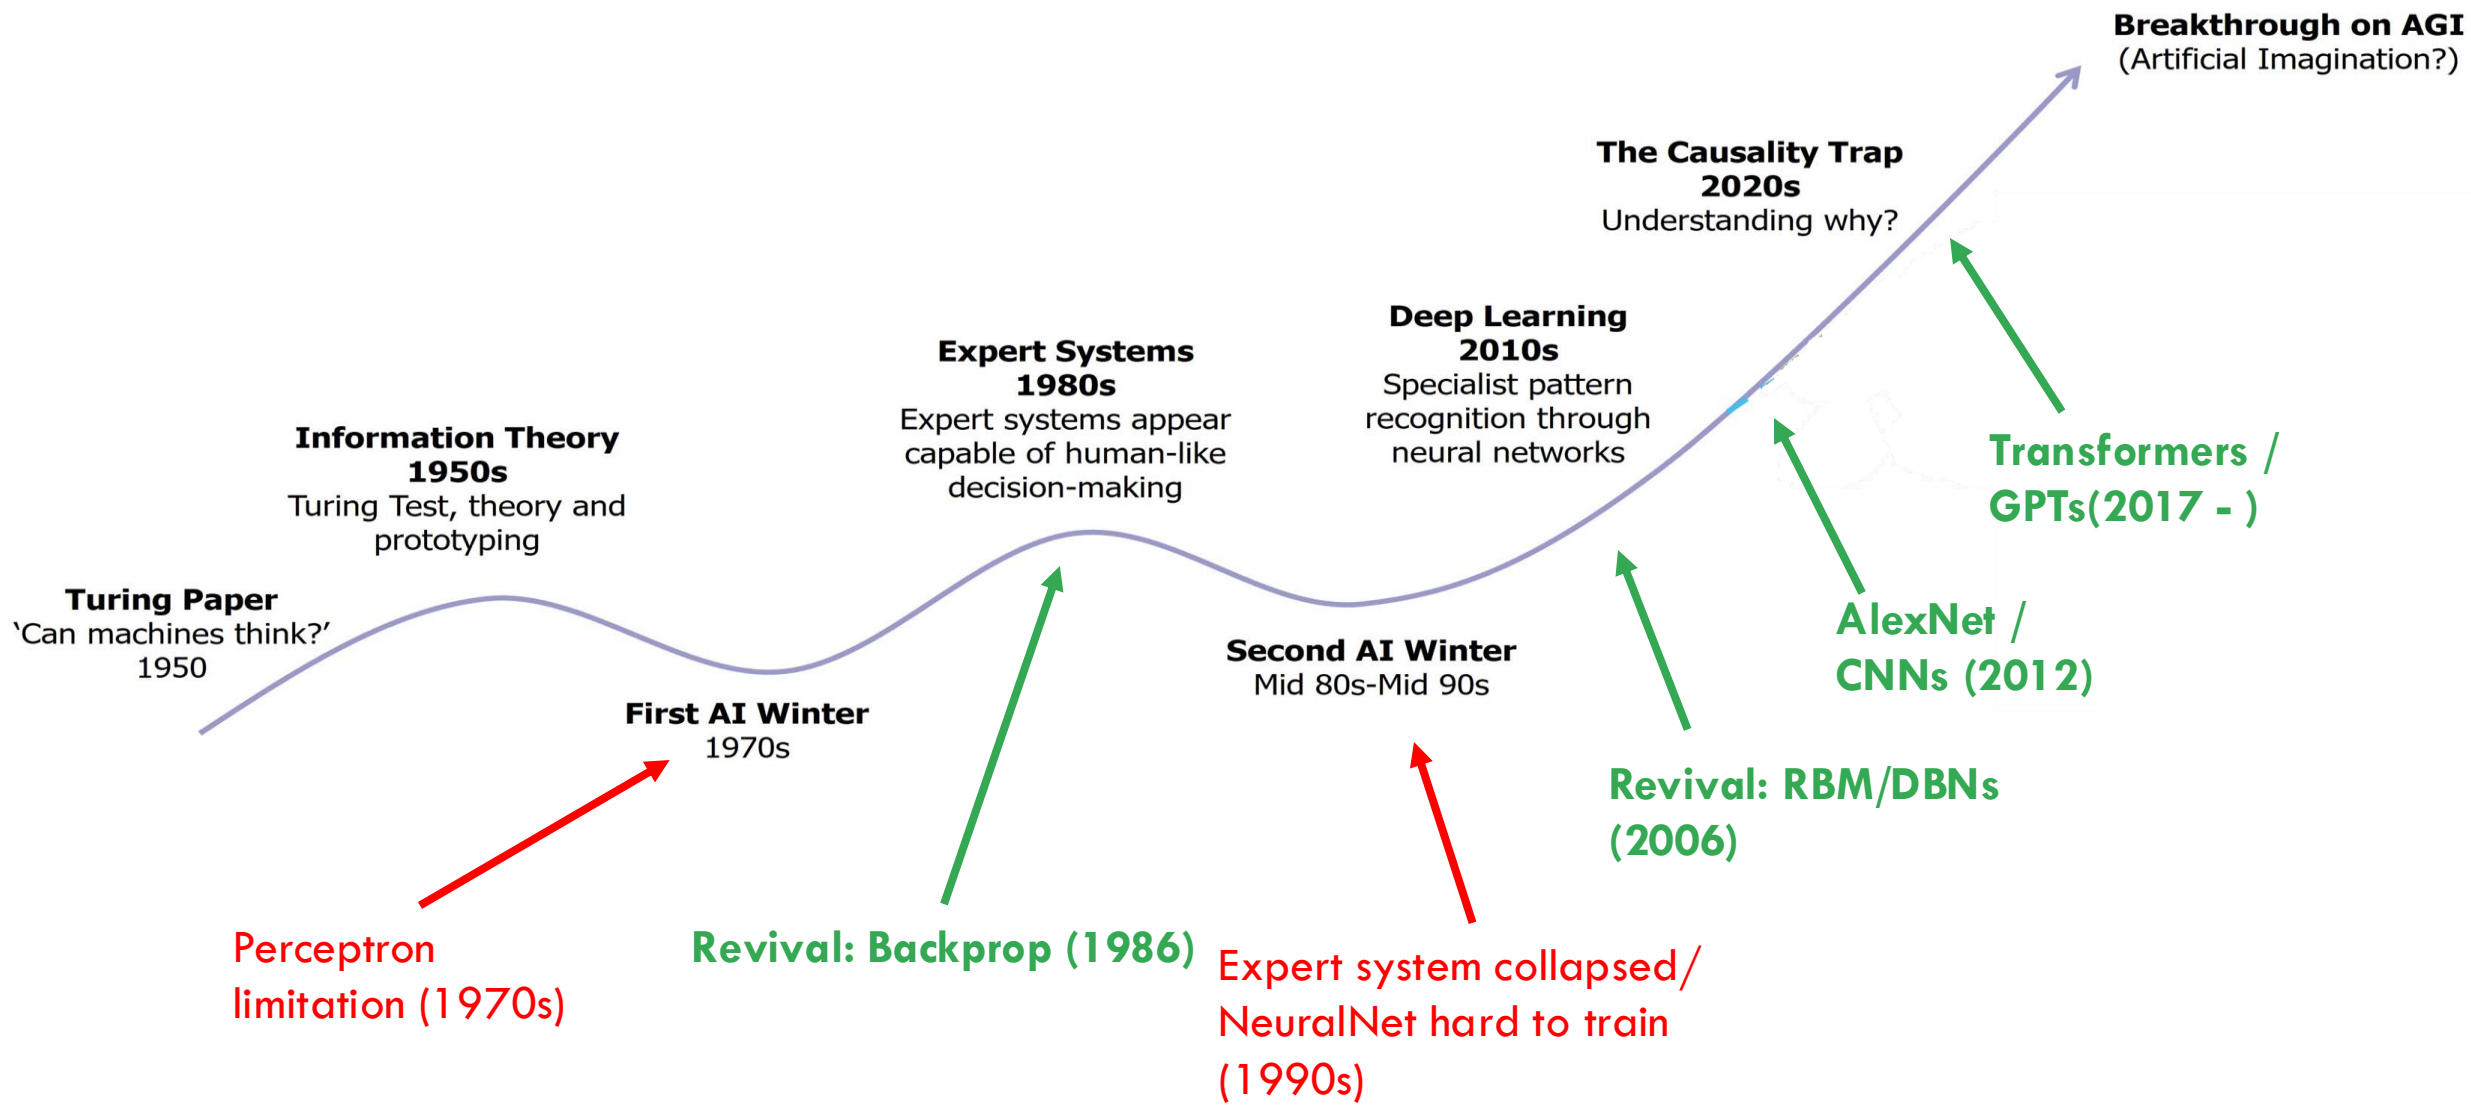 Breakthrough on AGI
(Artificial Imagination?)
The Causality Trap
2020s
Understanding why?
Deep Learning
2010s
Specialist pattern
recognition through
neural networks
Expert Systems
1980s
Expert systems appear
capable of human-like
decision-making
Information Theory
1950s
Turing Test, theory and
prototyping
Turing Paper
‘Can machines think?’
1950
First AI Winter
1970s
Second AI Winter
Mid 80s-Mid 90s
Transformers /
GPTs(2017 - )
AlexNet /
CNNs (2012)
Revival: RBM/DBNs
(2006)
Perceptron
limitation (1970s)
Revival: Backprop (1986)
Expert system collapsed/
NeuralNet hard to train
(1990s)